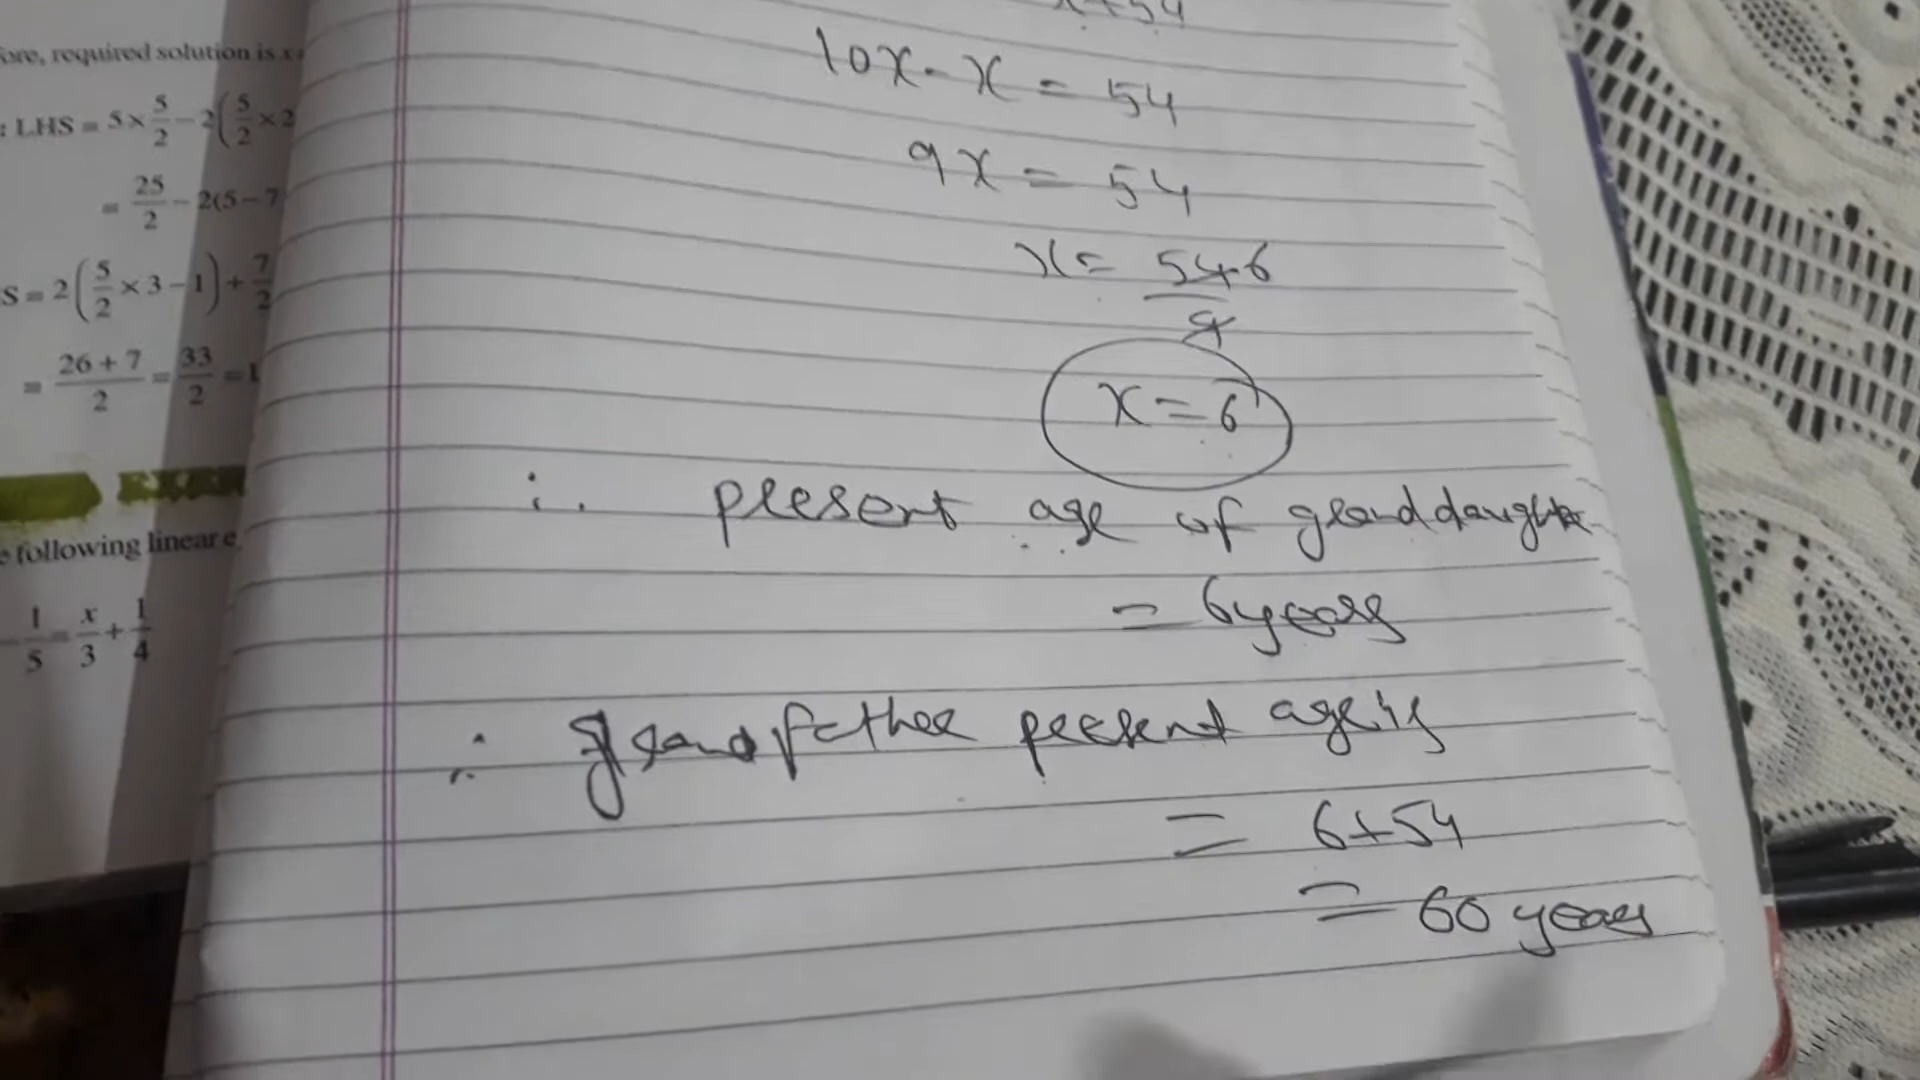 ore, required solution is x
: LHS = 5 × 5/2 − 2(5/2 × 2
= 25/2 − 2(5 − 7
S = 2(5/2 × 3 − 1) + 7/2
= 26 + 7/2 = 33/2 = 1
e following linear e
1/5 = x/3 + 1/4
x+54
10x - x = 54
9x = 54
x = 54 6
9
x = 6
∴ present age of granddaughter
= 6 years
∴ grandfather present age is
= 6+54
= 60 years